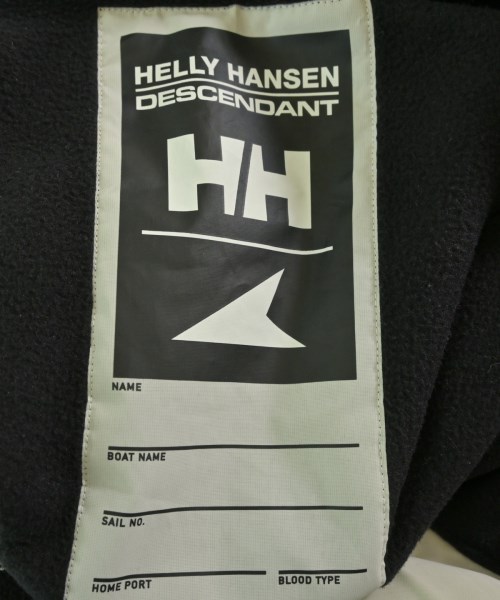 HELLY HANSEN
DESCENDANT
HH
NAME
BOAT NAME
SAIL NO.
HOME PORT BLOOD TYPE